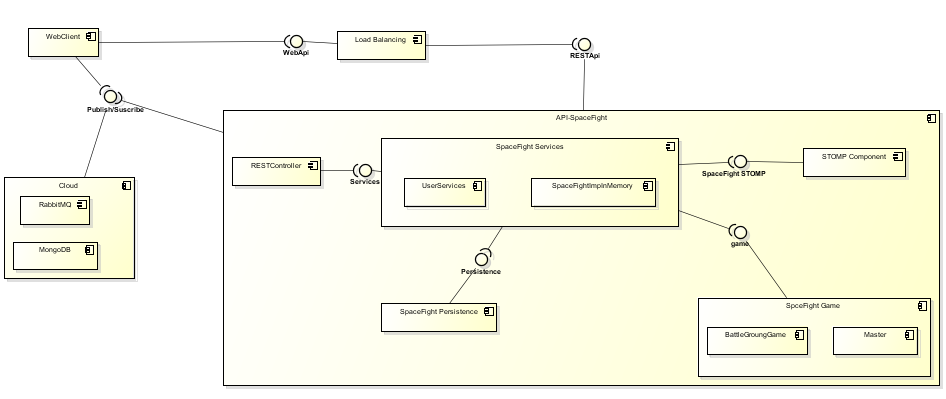 WebClient
WebApi
Load Balancing
RESTApi
Publish/Suscribe
API-SpaceFight
Cloud
RabbitMQ
MongoDB
RESTController
Services
SpaceFight Services
UserServices
SpaceFightImplnMemory
SpaceFight STOMP
STOMP Component
game
Persistence
SpaceFight Persistence
SpceFight Game
BattleGroungGame
Master